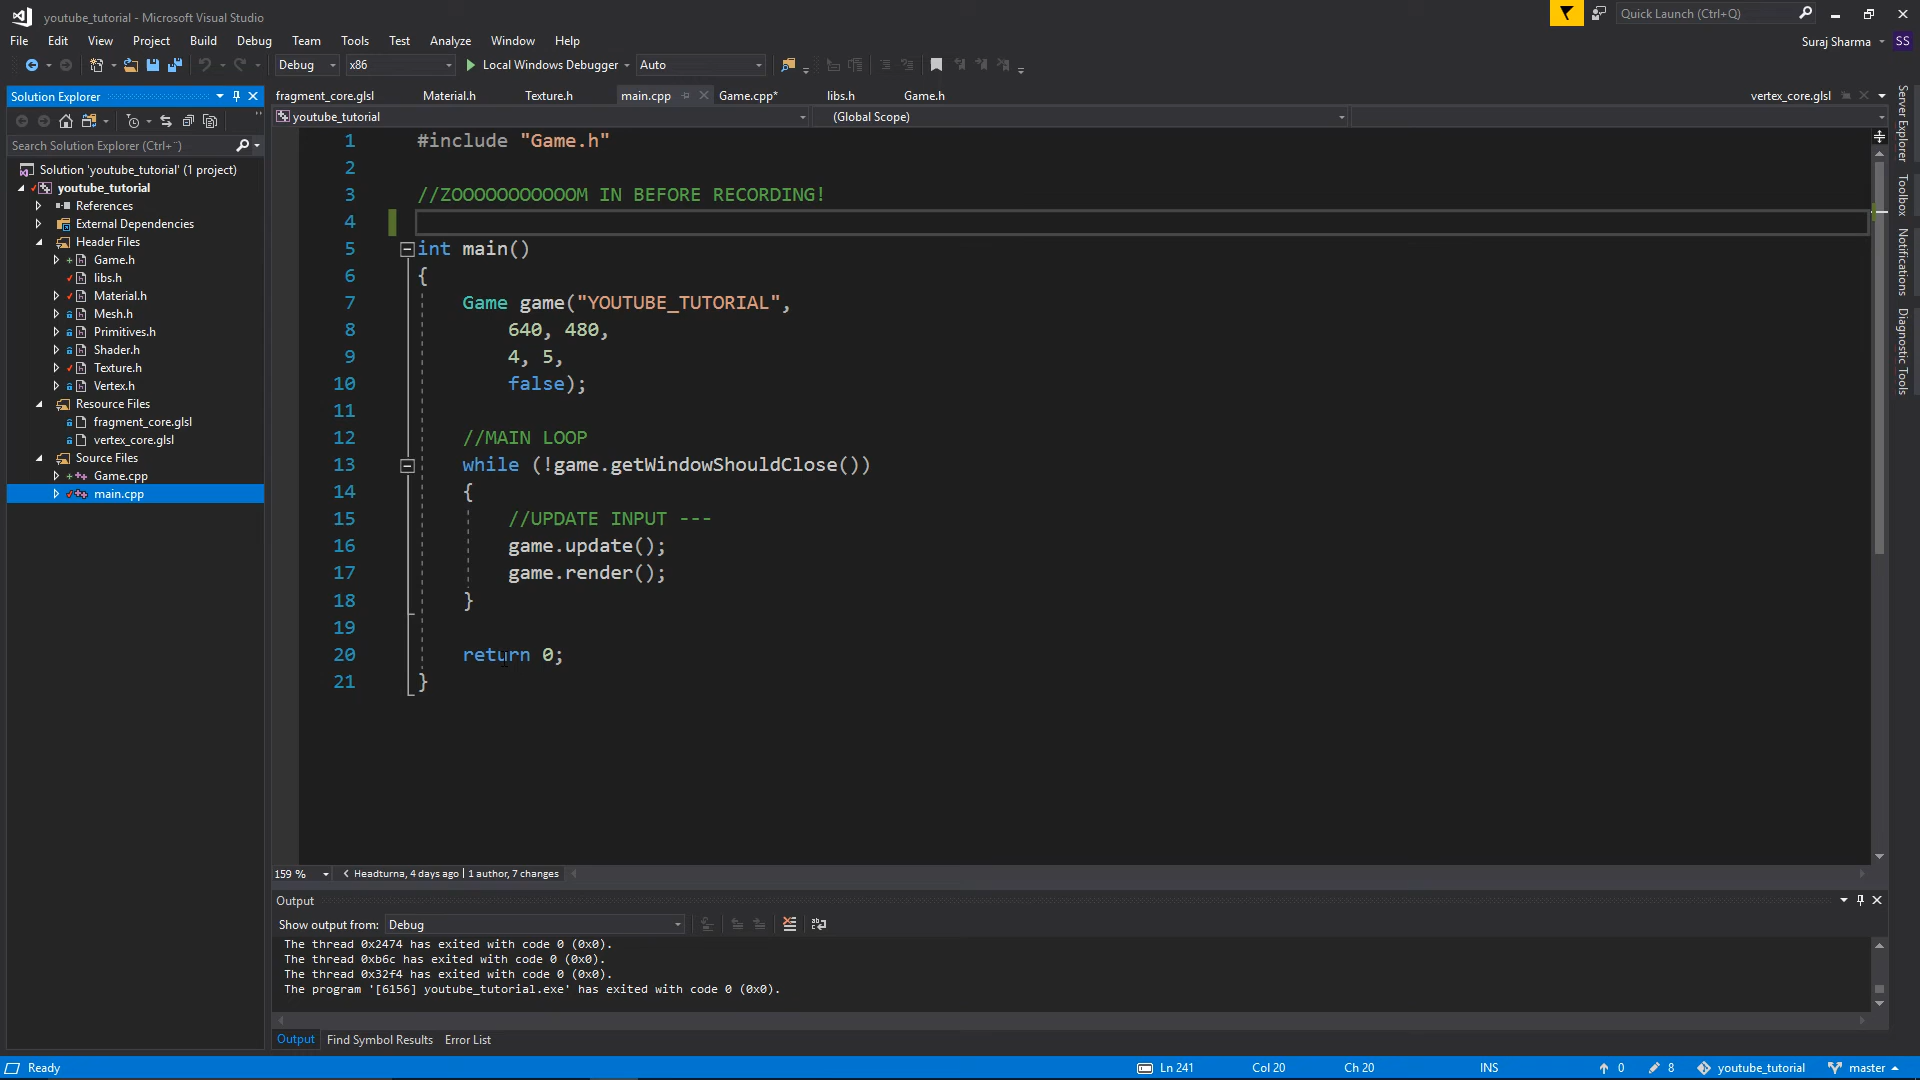 youtube_tutorial - Microsoft Visual Studio
Quick Launch (Ctrl+Q)
File Edit View Project Build Debug Team Tools Test Analyze Window Help
Suraj Sharma SS
Debug x86 Local Windows Debugger Auto
Solution Explorer
fragment_core.glsl Material.h Texture.h main.cpp Game.cpp* libs.h Game.h vertex_core.glsl
youtube_tutorial (Global Scope)
Search Solution Explorer (Ctrl+¨)
Solution 'youtube_tutorial' (1 project)
youtube_tutorial
References
External Dependencies
Header Files
Game.h
libs.h
Material.h
Mesh.h
Primitives.h
Shader.h
Texture.h
Vertex.h
Resource Files
fragment_core.glsl
vertex_core.glsl
Source Files
Game.cpp
main.cpp
1 #include "Game.h"
2
3 //ZOOOOOOOOOOOM IN BEFORE RECORDING!
4
5 int main()
6 {
7 Game game("YOUTUBE_TUTORIAL",
8 640, 480,
9 4, 5,
10 false);
11
12 //MAIN LOOP
13 while (!game.getWindowShouldClose())
14 {
15 //UPDATE INPUT ---
16 game.update();
17 game.render();
18 }
19
20 return 0;
21 }
Server Explorer
Toolbox
Notifications
Diagnostic Tools
159 % Headturna, 4 days ago | 1 author, 7 changes
Output
Show output from: Debug
The thread 0x2474 has exited with code 0 (0x0).
The thread 0xb6c has exited with code 0 (0x0).
The thread 0x32f4 has exited with code 0 (0x0).
The program '[6156] youtube_tutorial.exe' has exited with code 0 (0x0).
Output Find Symbol Results Error List
Ready Ln 241 Col 20 Ch 20 INS 0 8 youtube_tutorial master